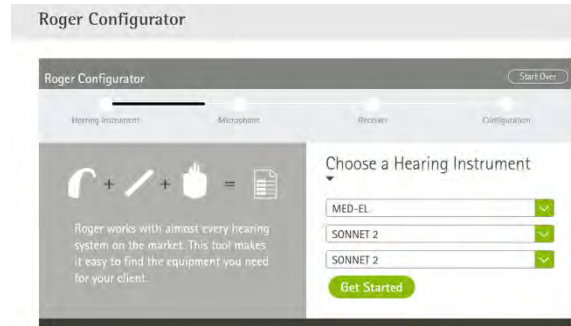 Roger Configurator
Roger Configurator
Start Over
Hearing Instrument
Microphone
Receiver
Configuration
+ + =
Roger works with almost every hearing
system on the market. This tool makes
it easy to find the equipment you need
for your client.
Choose a Hearing Instrument
MED-EL
SONNET 2
SONNET 2
Get Started